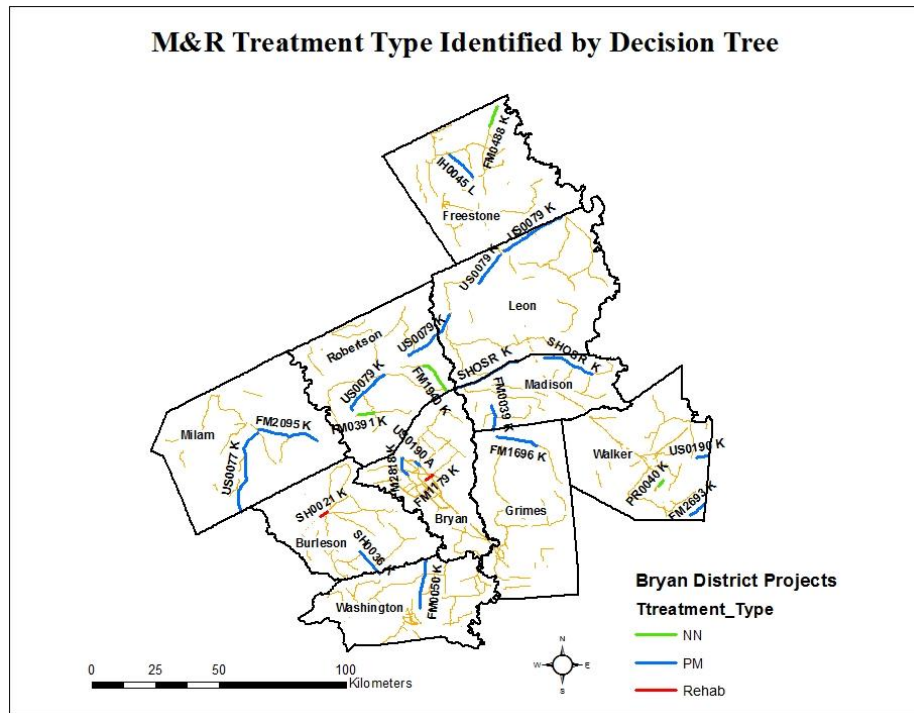 M&R Treatment Type Identified by Decision Tree
FM0488 K
IH0045 L
Freestone
US0079 K
US0079 K
Leon
Robertson
US0079 K
SHOSR K
SHOSR K
Madison
US0079 K
FM1940 K
FM0039 K
FM0391 K
Milam
FM2095 K
US0077 K
US0190 A
FM2818 K
FM1179 K
FM1696 K
Walker
US0190 K
PR0040 K
FM2693 K
SH0021 K
Bryan
Grimes
Burleson
SH0036 K
Washington
FM0050 K
Bryan District Projects
Ttreatment_Type
NN
PM
Rehab
N
W E
S
0 25 50 100
Kilometers